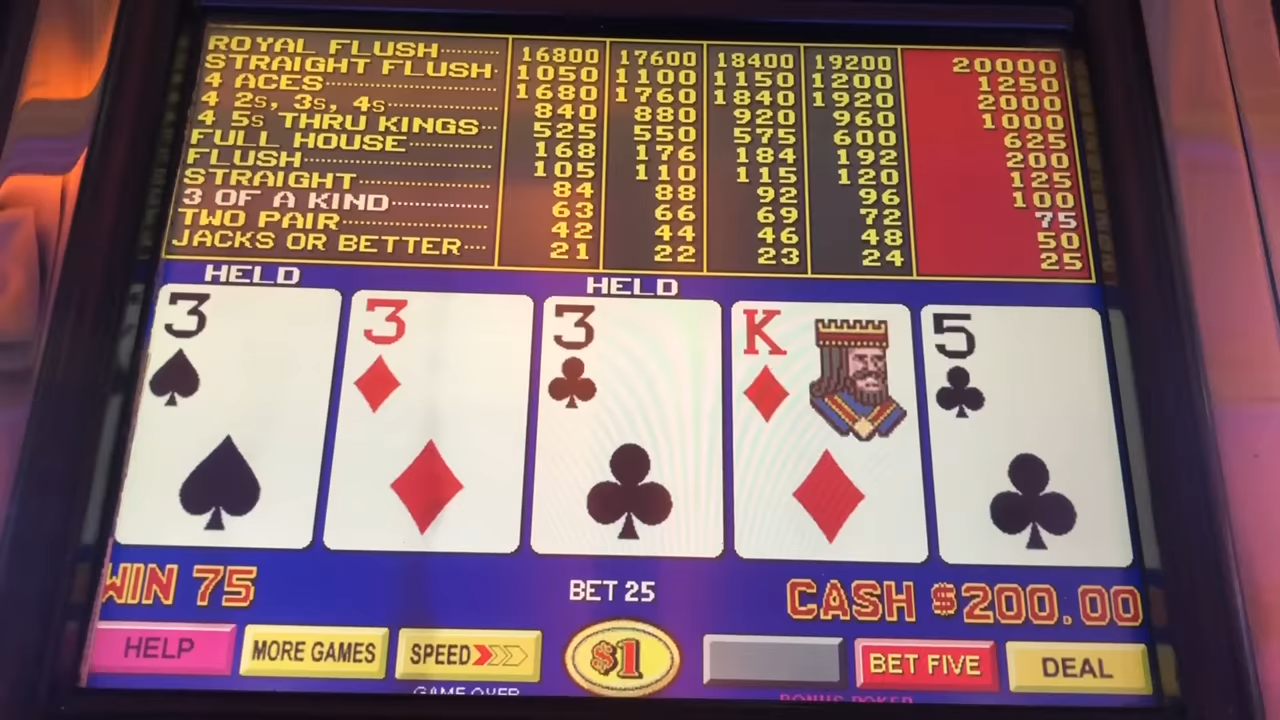 ROYAL FLUSH 16800 17600 18400 19200 20000
STRAIGHT FLUSH 1050 1100 1150 1200 1250
4 ACES 1680 1760 1840 1920 2000
4 2s, 3s, 4s 840 880 920 960 1000
4 5s THRU KINGS 525 550 575 600 625
FULL HOUSE 168 176 184 192 200
FLUSH 105 110 115 120 125
STRAIGHT 84 88 92 96 100
3 OF A KIND 63 66 69 72 75
TWO PAIR 42 44 46 48 50
JACKS OR BETTER 21 22 23 24 25
HELD HELD
3 3 3 K 5
WIN 75 BET 25 CASH $200.00
HELP MORE GAMES SPEED $1 BET FIVE DEAL
GAME OVER BONUS POKER